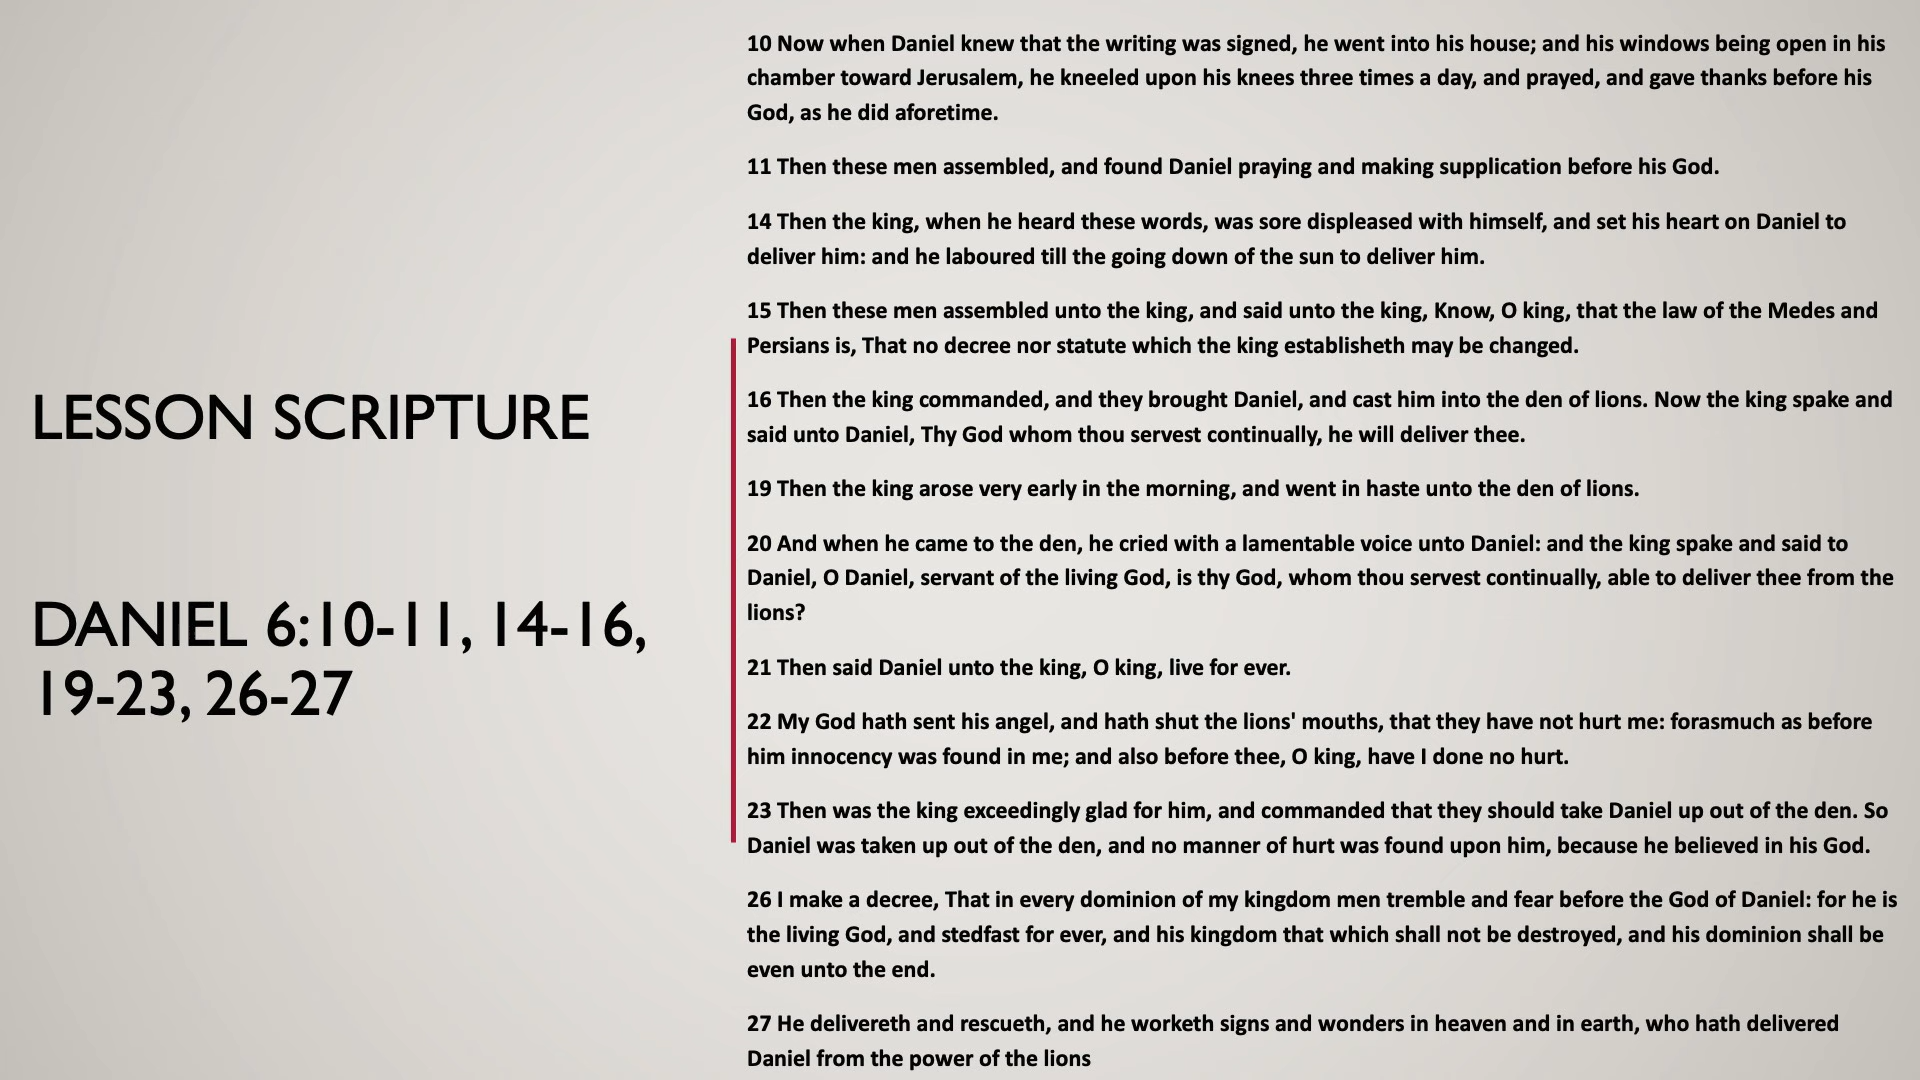 LESSON SCRIPTURE
DANIEL 6:10-11, 14-16,
19-23, 26-27
10 Now when Daniel knew that the writing was signed, he went into his house; and his windows being open in his
chamber toward Jerusalem, he kneeled upon his knees three times a day, and prayed, and gave thanks before his
God, as he did aforetime.
11 Then these men assembled, and found Daniel praying and making supplication before his God.
14 Then the king, when he heard these words, was sore displeased with himself, and set his heart on Daniel to
deliver him: and he laboured till the going down of the sun to deliver him.
15 Then these men assembled unto the king, and said unto the king, Know, O king, that the law of the Medes and
Persians is, That no decree nor statute which the king establisheth may be changed.
16 Then the king commanded, and they brought Daniel, and cast him into the den of lions. Now the king spake and
said unto Daniel, Thy God whom thou servest continually, he will deliver thee.
19 Then the king arose very early in the morning, and went in haste unto the den of lions.
20 And when he came to the den, he cried with a lamentable voice unto Daniel: and the king spake and said to
Daniel, O Daniel, servant of the living God, is thy God, whom thou servest continually, able to deliver thee from the
lions?
21 Then said Daniel unto the king, O king, live for ever.
22 My God hath sent his angel, and hath shut the lions' mouths, that they have not hurt me: forasmuch as before
him innocency was found in me; and also before thee, O king, have I done no hurt.
23 Then was the king exceedingly glad for him, and commanded that they should take Daniel up out of the den. So
Daniel was taken up out of the den, and no manner of hurt was found upon him, because he believed in his God.
26 I make a decree, That in every dominion of my kingdom men tremble and fear before the God of Daniel: for he is
the living God, and stedfast for ever, and his kingdom that which shall not be destroyed, and his dominion shall be
even unto the end.
27 He delivereth and rescueth, and he worketh signs and wonders in heaven and in earth, who hath delivered
Daniel from the power of the lions